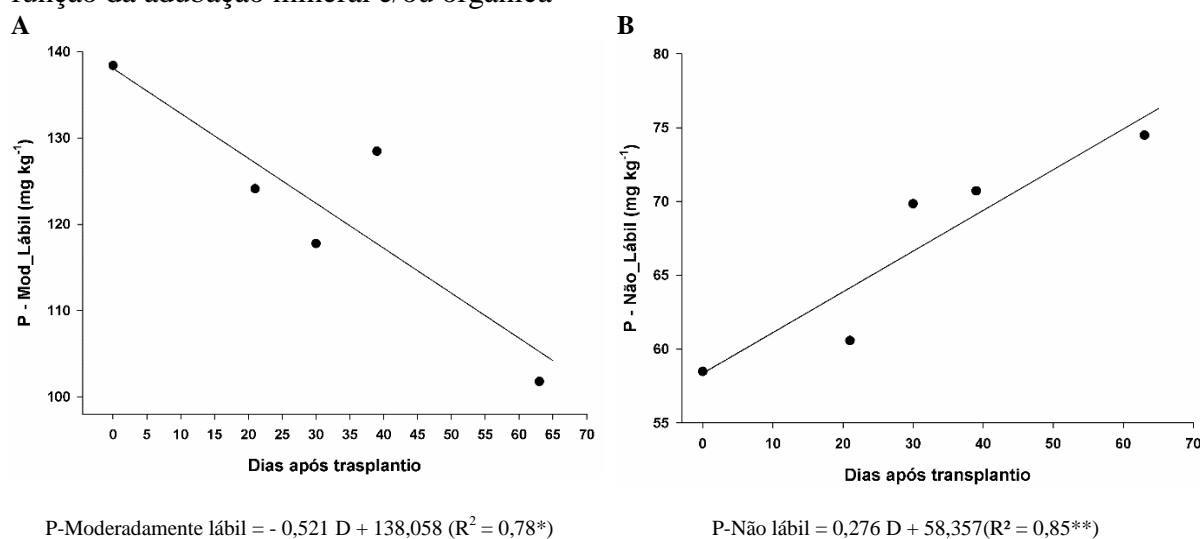 função da adubação mineral e/ou orgânica
A
B
140
130
120
110
100
P - Mod_Lábil (mg kg⁻¹)
0 5 10 15 20 25 30 35 40 45 50 55 60 65 70
Dias após trasplantio
80
75
70
65
60
55
P - Não_Lábil (mg kg⁻¹)
0 10 20 30 40 50 60 70
Dias após transplantio
P-Moderadamente lábil = - 0,521 D + 138,058 (R² = 0,78*)
P-Não lábil = 0,276 D + 58,357(R² = 0,85**)